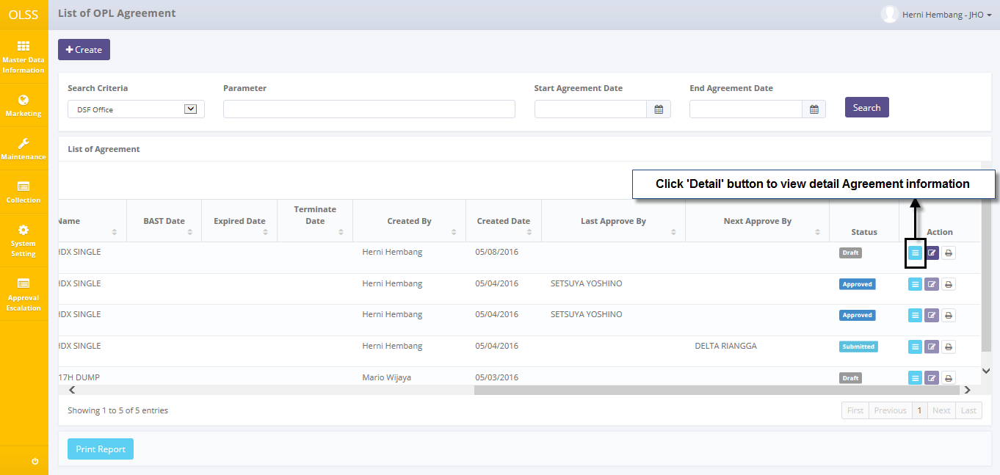 OLSS
List of OPL Agreement
Herni Hembang - JHO
Master Data
Information
Marketing
Maintenance
Collection
System
Setting
Approval
Escalation
Create
Search Criteria
Parameter
Start Agreement Date
End Agreement Date
DSF Office
Search
List of Agreement
Click 'Detail' button to view detail Agreement information
Name BAST Date Expired Date Terminate Date Created By Created Date Last Approve By Next Approve By Status Action
HDX SINGLE Herni Hembang 05/08/2016 Draft
HDX SINGLE Herni Hembang 05/04/2016 SETSUYA YOSHINO Approved
HDX SINGLE Herni Hembang 05/04/2016 SETSUYA YOSHINO Approved
HDX SINGLE Herni Hembang 05/04/2016 DELTA RIANGGA Submitted
17H DUMP Mario Wijaya 05/03/2016 Draft
Showing 1 to 5 of 5 entries
First Previous 1 Next Last
Print Report